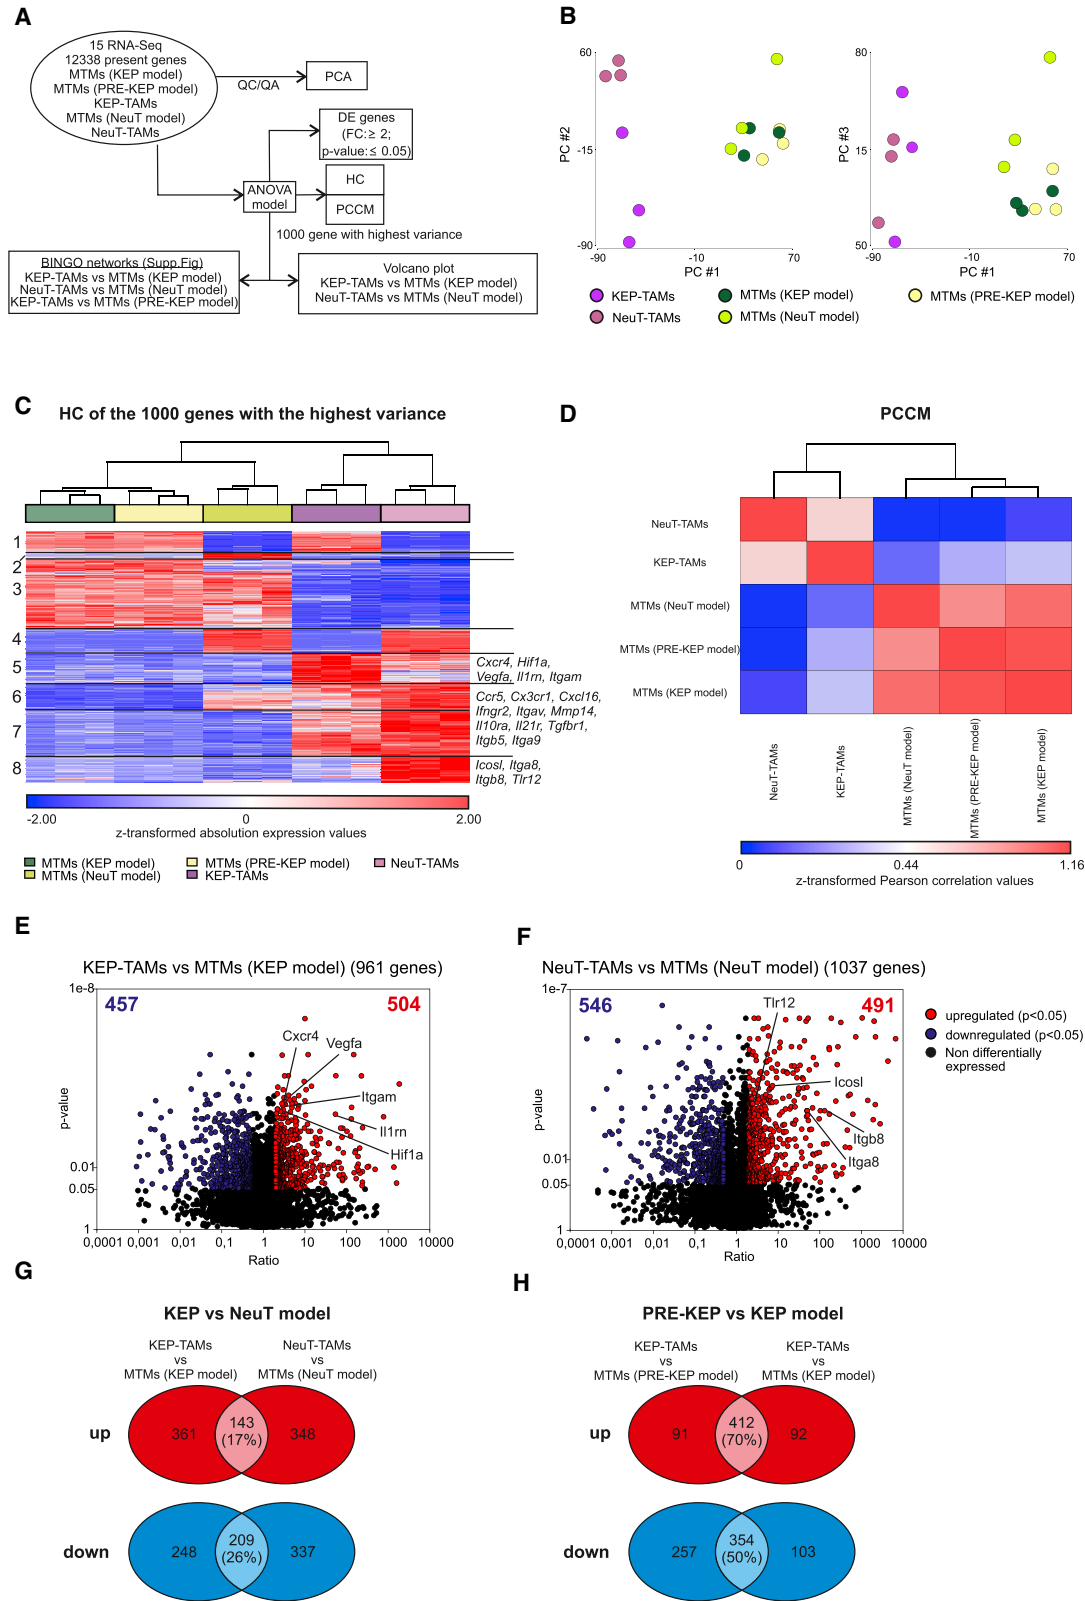 A
15 RNA-Seq
12338 present genes
MTMs (KEP model)
MTMs (PRE-KEP model)
KEP-TAMs
MTMs (NeuT model)
NeuT-TAMs
QC/QA
PCA
DE genes
(FC:≥ 2;
p-value:≤ 0.05)
ANOVA
model
HC
PCCM
1000 gene with highest variance
BINGO networks (Supp.Fig)
KEP-TAMs vs MTMs (KEP model)
NeuT-TAMs vs MTMs (NeuT model)
KEP-TAMs vs MTMs (PRE-KEP model)
Volcano plot
KEP-TAMs vs MTMs (KEP model)
NeuT-TAMs vs MTMs (NeuT model)
B
60
-15
-90
PC #2
-90
-10
70
PC #1
80
15
50
PC #3
-90
-10
70
PC #1
KEP-TAMs
MTMs (KEP model)
MTMs (PRE-KEP model)
NeuT-TAMs
MTMs (NeuT model)
C
HC of the 1000 genes with the highest variance
1
2
3
4
5
6
7
8
Cxcr4, Hif1a,
Vegfa, Il1rn, Itgam
Ccr5, Cx3cr1, Cxcl16,
Ifngr2, Itgav, Mmp14,
Il10ra, Il21r, Tgfbr1,
Itgb5, Itga9
Icosl, Itga8,
Itgb8, Tlr12
-2.00
0
2.00
z-transformed absolution expression values
MTMs (KEP model)
MTMs (PRE-KEP model)
NeuT-TAMs
MTMs (NeuT model)
KEP-TAMs
D
PCCM
NeuT-TAMs
KEP-TAMs
MTMs (NeuT model)
MTMs (PRE-KEP model)
MTMs (KEP model)
NeuT-TAMs
KEP-TAMs
MTMs (NeuT model)
MTMs (PRE-KEP model)
MTMs (KEP model)
0
0.44
1.16
z-transformed Pearson correlation values
E
KEP-TAMs vs MTMs (KEP model) (961 genes)
1e-8
457
504
Cxcr4
Vegfa
Itgam
Il1rn
Hif1a
p-value
0.01
0.05
1
0,0001
0,001
0,01
0,1
1
10
100
1000
10000
Ratio
F
NeuT-TAMs vs MTMs (NeuT model) (1037 genes)
1e-7
546
491
Tlr12
Icosl
Itgb8
Itga8
p-value
0.01
0.05
1
0,0001
0,001
0,01
0,1
1
10
100
1000
10000
Ratio
upregulated (p<0.05)
downregulated (p<0.05)
Non differentially
expressed
G
KEP vs NeuT model
KEP-TAMs
vs
MTMs (KEP model)
NeuT-TAMs
vs
MTMs (NeuT model)
up
361
143
(17%)
348
down
248
209
(26%)
337
H
PRE-KEP vs KEP model
KEP-TAMs
vs
MTMs (PRE-KEP model)
KEP-TAMs
vs
MTMs (KEP model)
up
91
412
(70%)
92
down
257
354
(50%)
103